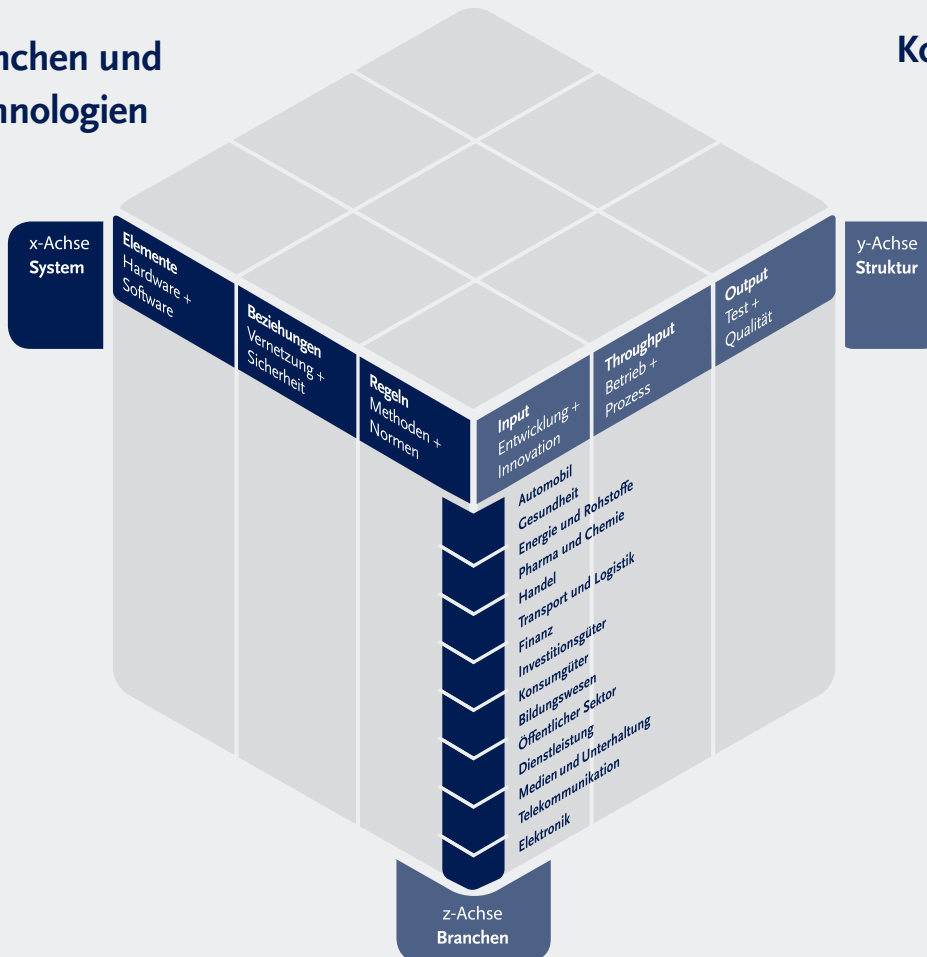 nchen und
hnologien
Ko
x-Achse
System
y-Achse
Struktur
Elemente
Hardware +
Software
Beziehungen
Vernetzung +
Sicherheit
Regeln
Methoden +
Normen
Input
Entwicklung +
Innovation
Throughput
Betrieb +
Prozess
Output
Test +
Qualität
Automobil
Gesundheit
Energie und Rohstoffe
Pharma und Chemie
Handel
Transport und Logistik
Finanz
Investitionsgüter
Konsumgüter
Bildungswesen
Öffentlicher Sektor
Dienstleistung
Medien und Unterhaltung
Telekommunikation
Elektronik
z-Achse
Branchen